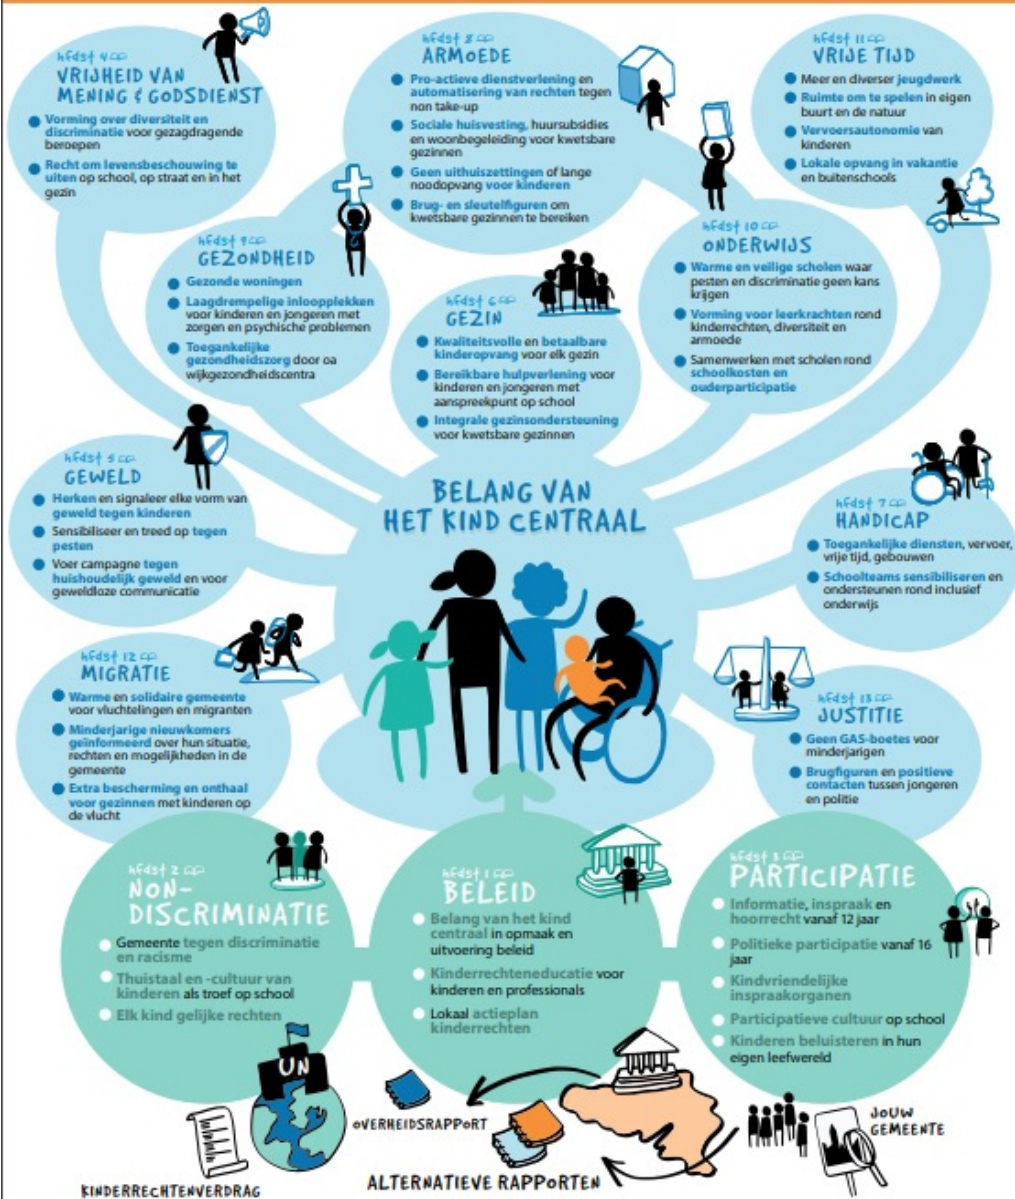 hfdst 4
VRIJHEID VAN
MENING & GODSDIENST
Vorming over diversiteit en
discriminatie voor gezagdragende
beroepen
Recht om levensbeschouwing te
uiten op school, op straat en in het
gezin
hfdst 8
ARMOEDE
Pro-actieve dienstverlening en
automatisering van rechten tegen
non take-up
Sociale huisvesting, huursubsidies
en woonbegeleiding voor kwetsbare
gezinnen
Geen uithuiszettingen of lange
noodopvang voor kinderen
Brug- en sleutelfiguren om
kwetsbare gezinnen te bereiken
hfdst 11
VRIJE TIJD
Meer en diverser jeugdwerk
Ruimte om te spelen in eigen
buurt en de natuur
Vervoersautonomie van
kinderen
Lokale opvang in vakantie
en buitenschools
hfdst 9
GEZONDHEID
Gezonde woningen
Laagdrempelige inloopplekken
voor kinderen en jongeren met
zorgen en psychische problemen
Toegankelijke
gezondheidszorg door oa
wijkgezondheidscentra
hfdst 6
GEZIN
Kwaliteitsvolle en betaalbare
kinderopvang voor elk gezin
Bereikbare hulpverlening voor
kinderen en jongeren met
aanspreekpunt op school
Integrale gezinsondersteuning
voor kwetsbare gezinnen
hfdst 10
ONDERWIJS
Warme en veilige scholen waar
pesten en discriminatie geen kans
krijgen
Vorming voor leerkrachten rond
kinderrechten, diversiteit en
armoede
Samenwerken met scholen rond
schoolkosten en
ouderparticipatie
hfdst 5
GEWELD
Herken en signaleer elke vorm van
geweld tegen kinderen
Sensibiliseer en treed op tegen
pesten
Voer campagne tegen
huishoudelijk geweld en voor
geweldloze communicatie
BELANG VAN
HET KIND CENTRAAL
hfdst 7
HANDICAP
Toegankelijke diensten, vervoer,
vrije tijd, gebouwen
Schoolteams sensibiliseren en
ondersteunen rond inclusief
onderwijs
hfdst 12
MIGRATIE
Warme en solidaire gemeente
voor vluchtelingen en migranten
Minderjarige nieuwkomers
geïnformeerd over hun situatie,
rechten en mogelijkheden in de
gemeente
Extra bescherming en onthaal
voor gezinnen met kinderen op
de vlucht
hfdst 13
JUSTITIE
Geen GAS-boetes voor
minderjarigen
Brugfiguren en positieve
contacten tussen jongeren
en politie
hfdst 2
NON-
DISCRIMINATIE
Gemeente tegen discriminatie
en racisme
Thuistaal en -cultuur van
kinderen als troef op school
Elk kind gelijke rechten
hfdst 1
BELEID
Belang van het kind
centraal in opmaak en
uitvoering beleid
Kinderrechteneducatie voor
kinderen en professionals
Lokaal actieplan
kinderrechten
hfdst 3
PARTICIPATIE
Informatie, inspraak en
hoorrecht vanaf 12 jaar
Politieke participatie vanaf 16
jaar
Kindvriendelijke
inspraakorganen
Participatieve cultuur op school
Kinderen beluisteren in hun
eigen leefwereld
UN
KINDERRECHTENVERDRAG
OVERHEIDSRAPPORT
ALTERNATIEVE RAPPORTEN
JOUW
GEMEENTE